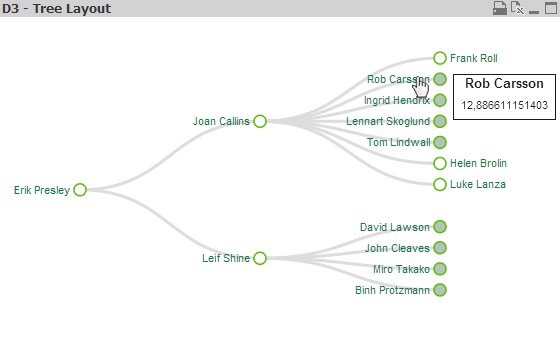 D3 - Tree Layout
Frank Roll
Rob Carsson
Rob Carsson
12,886611151403
Ingrid Hendrix
Joan Callins
Lennart Skoglund
Tom Lindwall
Helen Brolin
Luke Lanza
Erik Presley
David Lawson
John Cleaves
Leif Shine
Miro Takako
Binh Protzmann